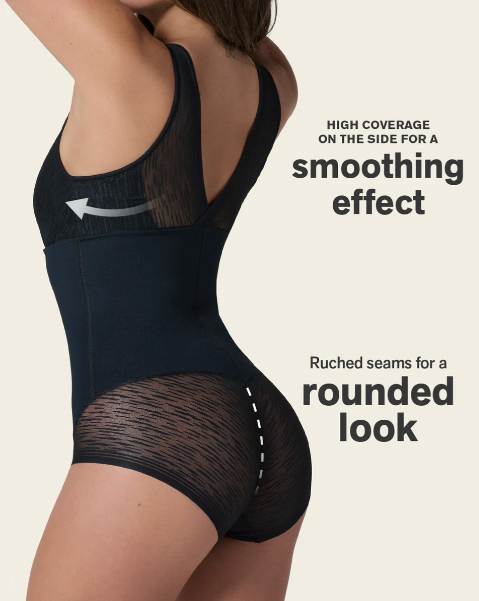 HIGH COVERAGE
ON THE SIDE FOR A
smoothing
effect
Ruched seams for a
rounded
look